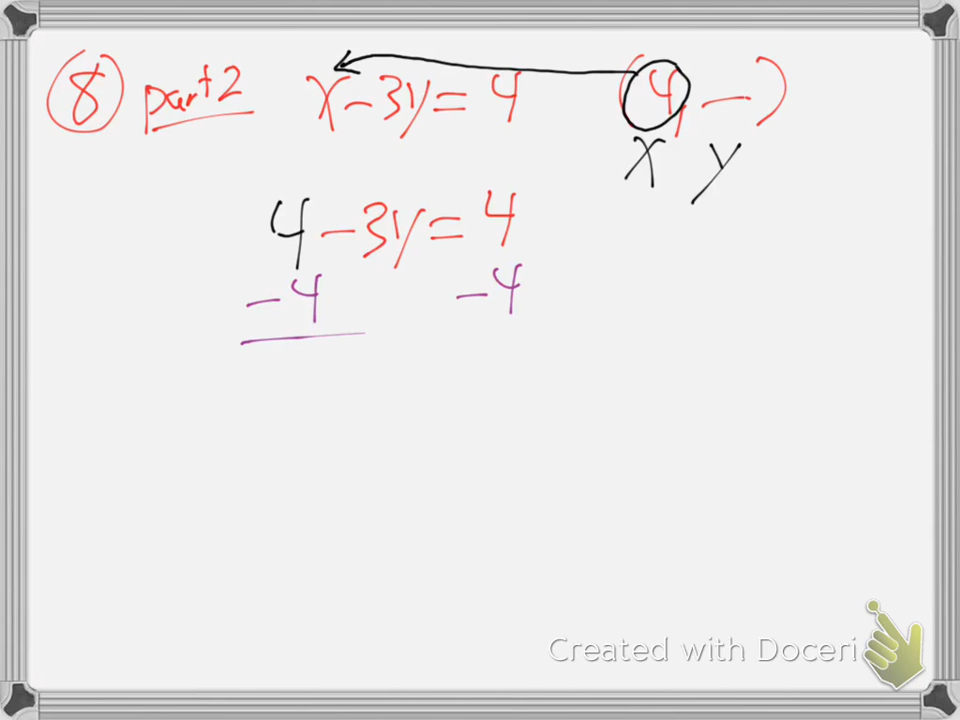 8 part 2 x - 3y = 4 (4, _)
x y
4 - 3y = 4
- 4 - 4
Created with Doceri